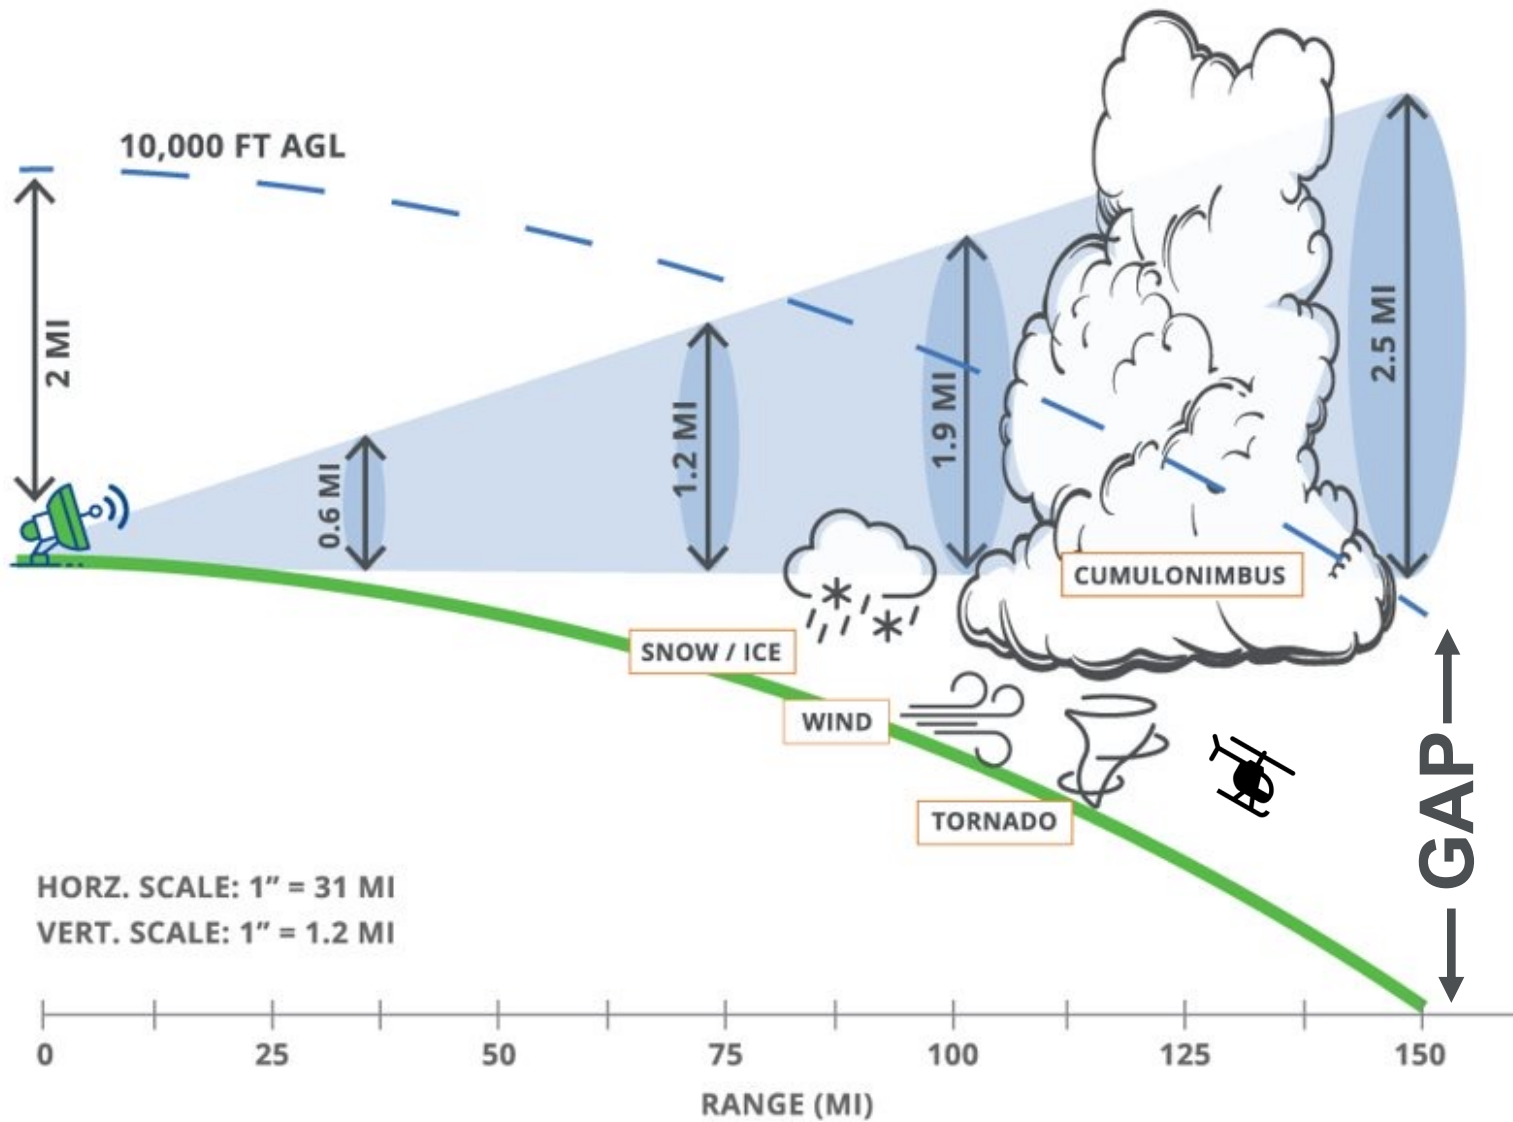 10,000 FT AGL
2 MI
0.6 MI
1.2 MI
1.9 MI
2.5 MI
CUMULONIMBUS
SNOW / ICE
WIND
TORNADO
GAP
HORZ. SCALE: 1” = 31 MI
VERT. SCALE: 1” = 1.2 MI
0 25 50 75 100 125 150
RANGE (MI)